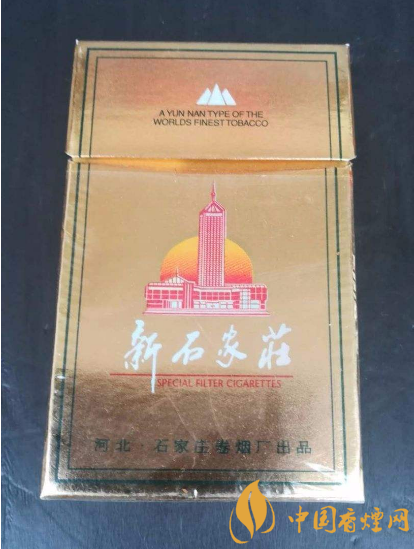 A YUN NAN TYPE OF THE
WORLDS FINEST TOBACCO
新石家莊
SPECIAL FILTER CIGARETTES
河北·石家庄卷烟厂出品
中国香煙网